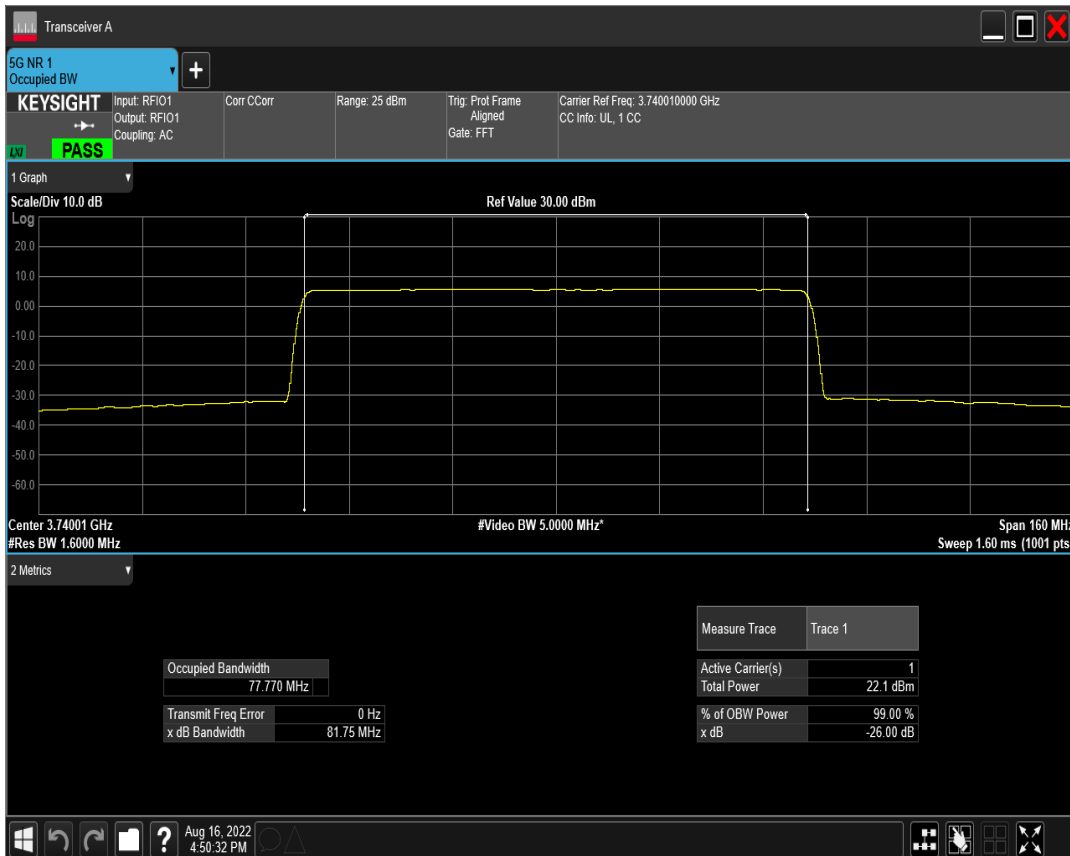 Transceiver A
5G NR 1
Occupied BW
+
KEYSIGHT
LXI
PASS
Input: RFIO1
Output: RFIO1
Coupling: AC
Corr CCorr
Range: 25 dBm
Trig: Prot Frame
Aligned
Gate: FFT
Carrier Ref Freq: 3.740010000 GHz
CC Info: UL, 1 CC
1 Graph
Scale/Div 10.0 dB
Ref Value 30.00 dBm
Log
20.0
10.0
0.00
-10.0
-20.0
-30.0
-40.0
-50.0
-60.0
Center 3.74001 GHz
#Video BW 5.0000 MHz*
Span 160 MHz
#Res BW 1.6000 MHz
Sweep 1.60 ms (1001 pts
2 Metrics
Measure Trace Trace 1
Occupied Bandwidth
77.770 MHz
Active Carrier(s) 1
Total Power 22.1 dBm
Transmit Freq Error 0 Hz
x dB Bandwidth 81.75 MHz
% of OBW Power 99.00 %
x dB -26.00 dB
?
Aug 16, 2022
4:50:32 PM